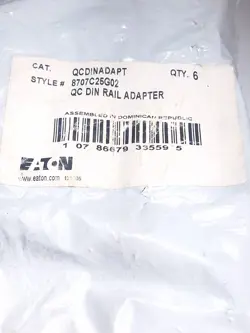 CAT. QCDINADAPT QTY. 6
STYLE # 8707C25G02
QC DIN RAIL ADAPTER
ASSEMBLED IN DOMINICAN REPUBLIC
1 07 86679 33559 5
EATON
www.eaton.com